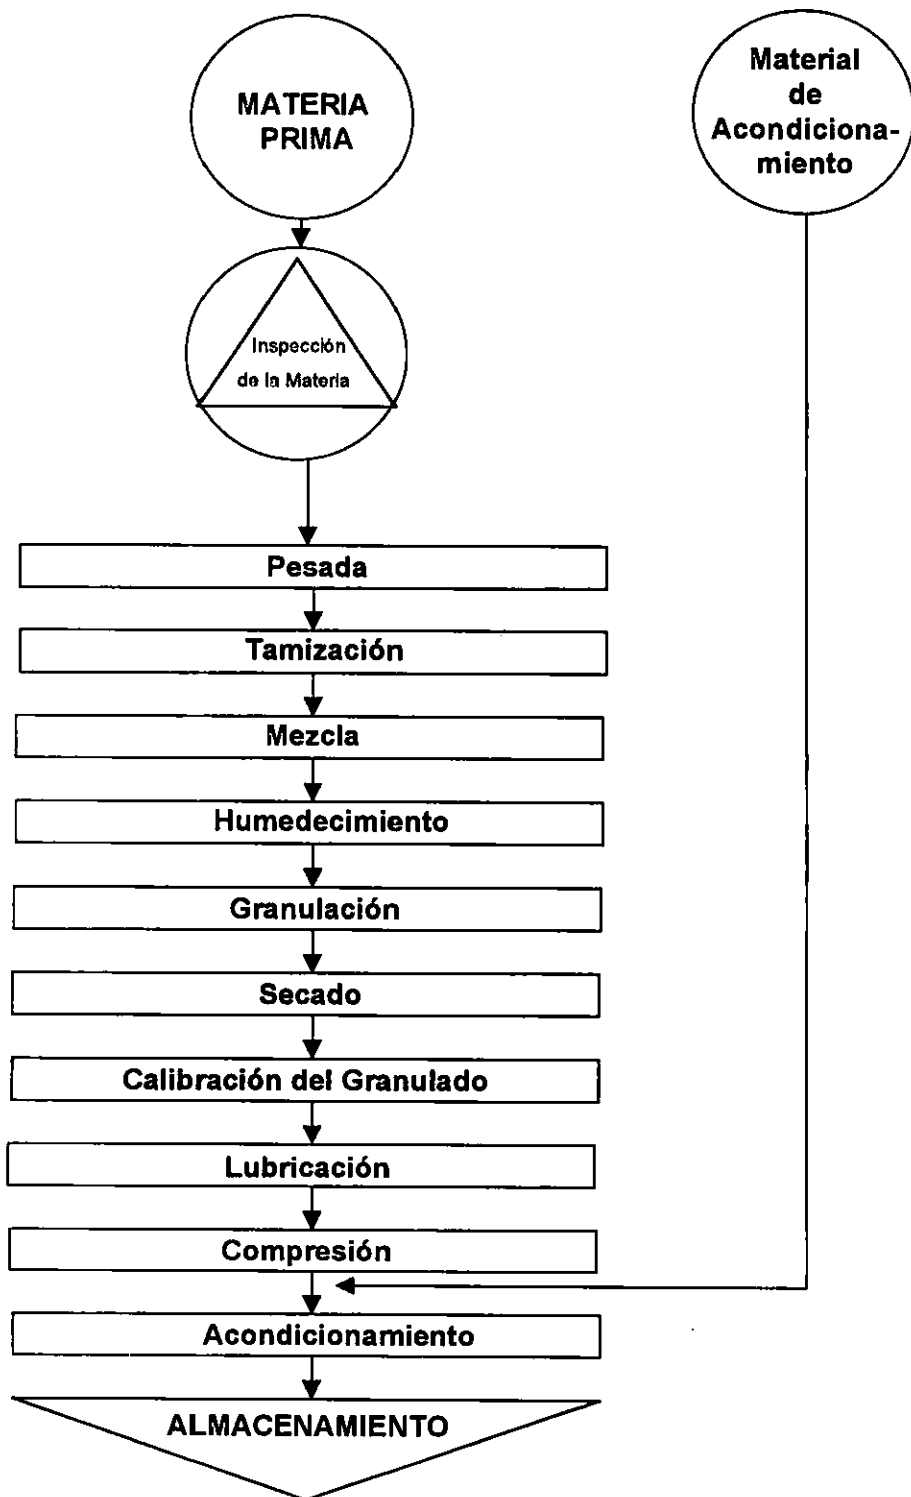 MATERIA
PRIMA
Material
de
Acondiciona-
miento
Inspección
de la Materia
Pesada
Tamización
Mezcla
Humedecimiento
Granulación
Secado
Calibración del Granulado
Lubricación
Compresión
Acondicionamiento
ALMACENAMIENTO